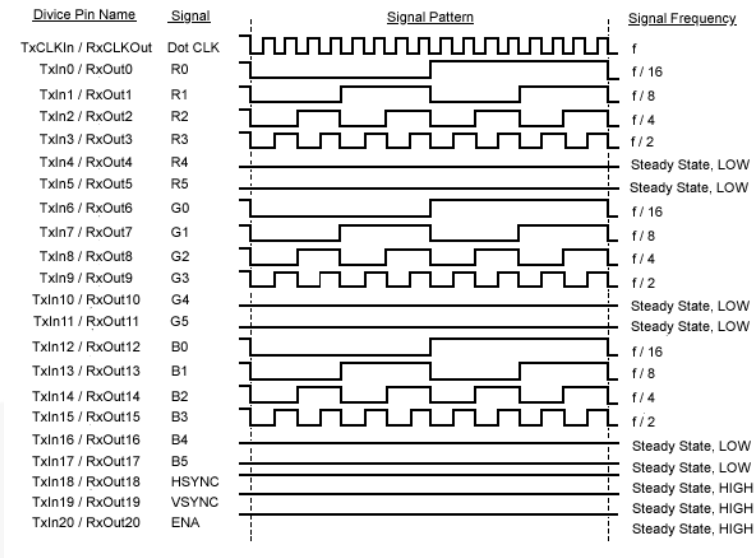 Divice Pin Name Signal Signal Pattern Signal Frequency
TxCLKIn / RxCLKOut Dot CLK f
TxIn0 / RxOut0 R0 f / 16
TxIn1 / RxOut1 R1 f / 8
TxIn2 / RxOut2 R2 f / 4
TxIn3 / RxOut3 R3 f / 2
TxIn4 / RxOut4 R4 Steady State, LOW
TxIn5 / RxOut5 R5 Steady State, LOW
TxIn6 / RxOut6 G0 f / 16
TxIn7 / RxOut7 G1 f / 8
TxIn8 / RxOut8 G2 f / 4
TxIn9 / RxOut9 G3 f / 2
TxIn10 / RxOut10 G4 Steady State, LOW
TxIn11 / RxOut11 G5 Steady State, LOW
TxIn12 / RxOut12 B0 f / 16
TxIn13 / RxOut13 B1 f / 8
TxIn14 / RxOut14 B2 f / 4
TxIn15 / RxOut15 B3 f / 2
TxIn16 / RxOut16 B4 Steady State, LOW
TxIn17 / RxOut17 B5 Steady State, LOW
TxIn18 / RxOut18 HSYNC Steady State, HIGH
TxIn19 / RxOut19 VSYNC Steady State, HIGH
TxIn20 / RxOut20 ENA Steady State, HIGH